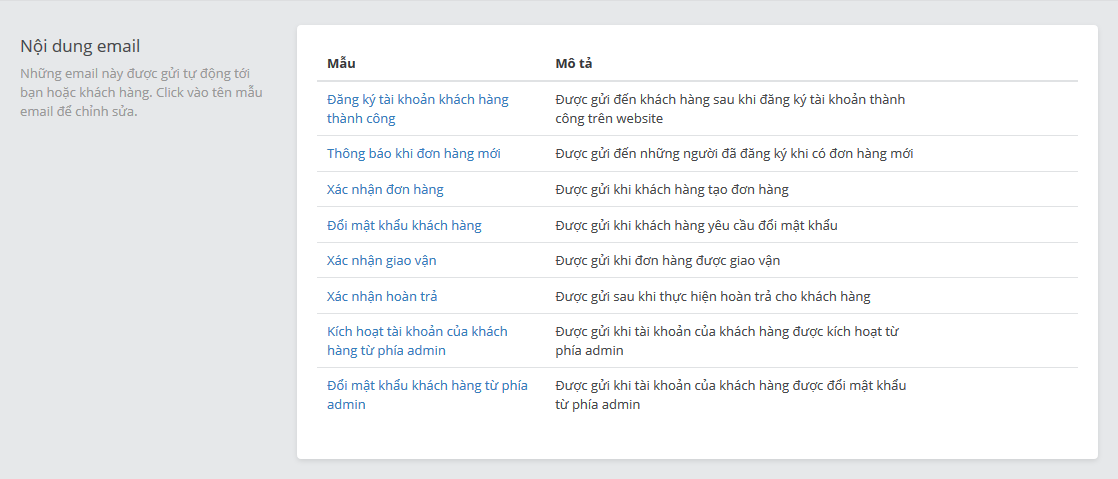 Nội dung email
Những email này được gửi tự động tới
bạn hoặc khách hàng. Click vào tên mẫu
email để chỉnh sửa.
Mẫu
Mô tả
Đăng ký tài khoản khách hàng
thành công
Được gửi đến khách hàng sau khi đăng ký tài khoản thành
công trên website
Thông báo khi đơn hàng mới
Được gửi đến những người đã đăng ký khi có đơn hàng mới
Xác nhận đơn hàng
Được gửi khi khách hàng tạo đơn hàng
Đổi mật khẩu khách hàng
Được gửi khi khách hàng yêu cầu đổi mật khẩu
Xác nhận giao vận
Được gửi khi đơn hàng được giao vận
Xác nhận hoàn trả
Được gửi sau khi thực hiện hoàn trả cho khách hàng
Kích hoạt tài khoản của khách
hàng từ phía admin
Được gửi khi tài khoản của khách hàng được kích hoạt từ
phía admin
Đổi mật khẩu khách hàng từ phía
admin
Được gửi khi tài khoản của khách hàng được đổi mật khẩu
từ phía admin